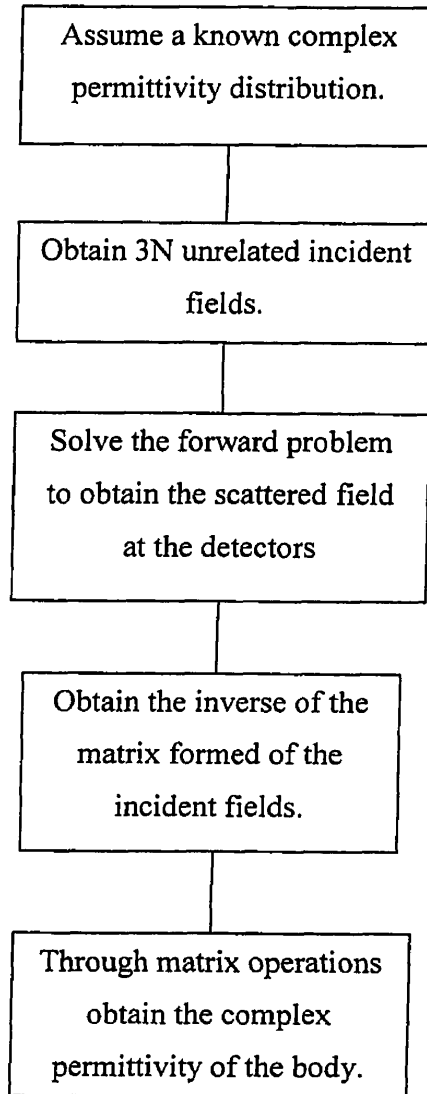 Assume a known complex
permittivity distribution.
Obtain 3N unrelated incident
fields.
Solve the forward problem
to obtain the scattered field
at the detectors
Obtain the inverse of the
matrix formed of the
incident fields.
Through matrix operations
obtain the complex
permittivity of the body.